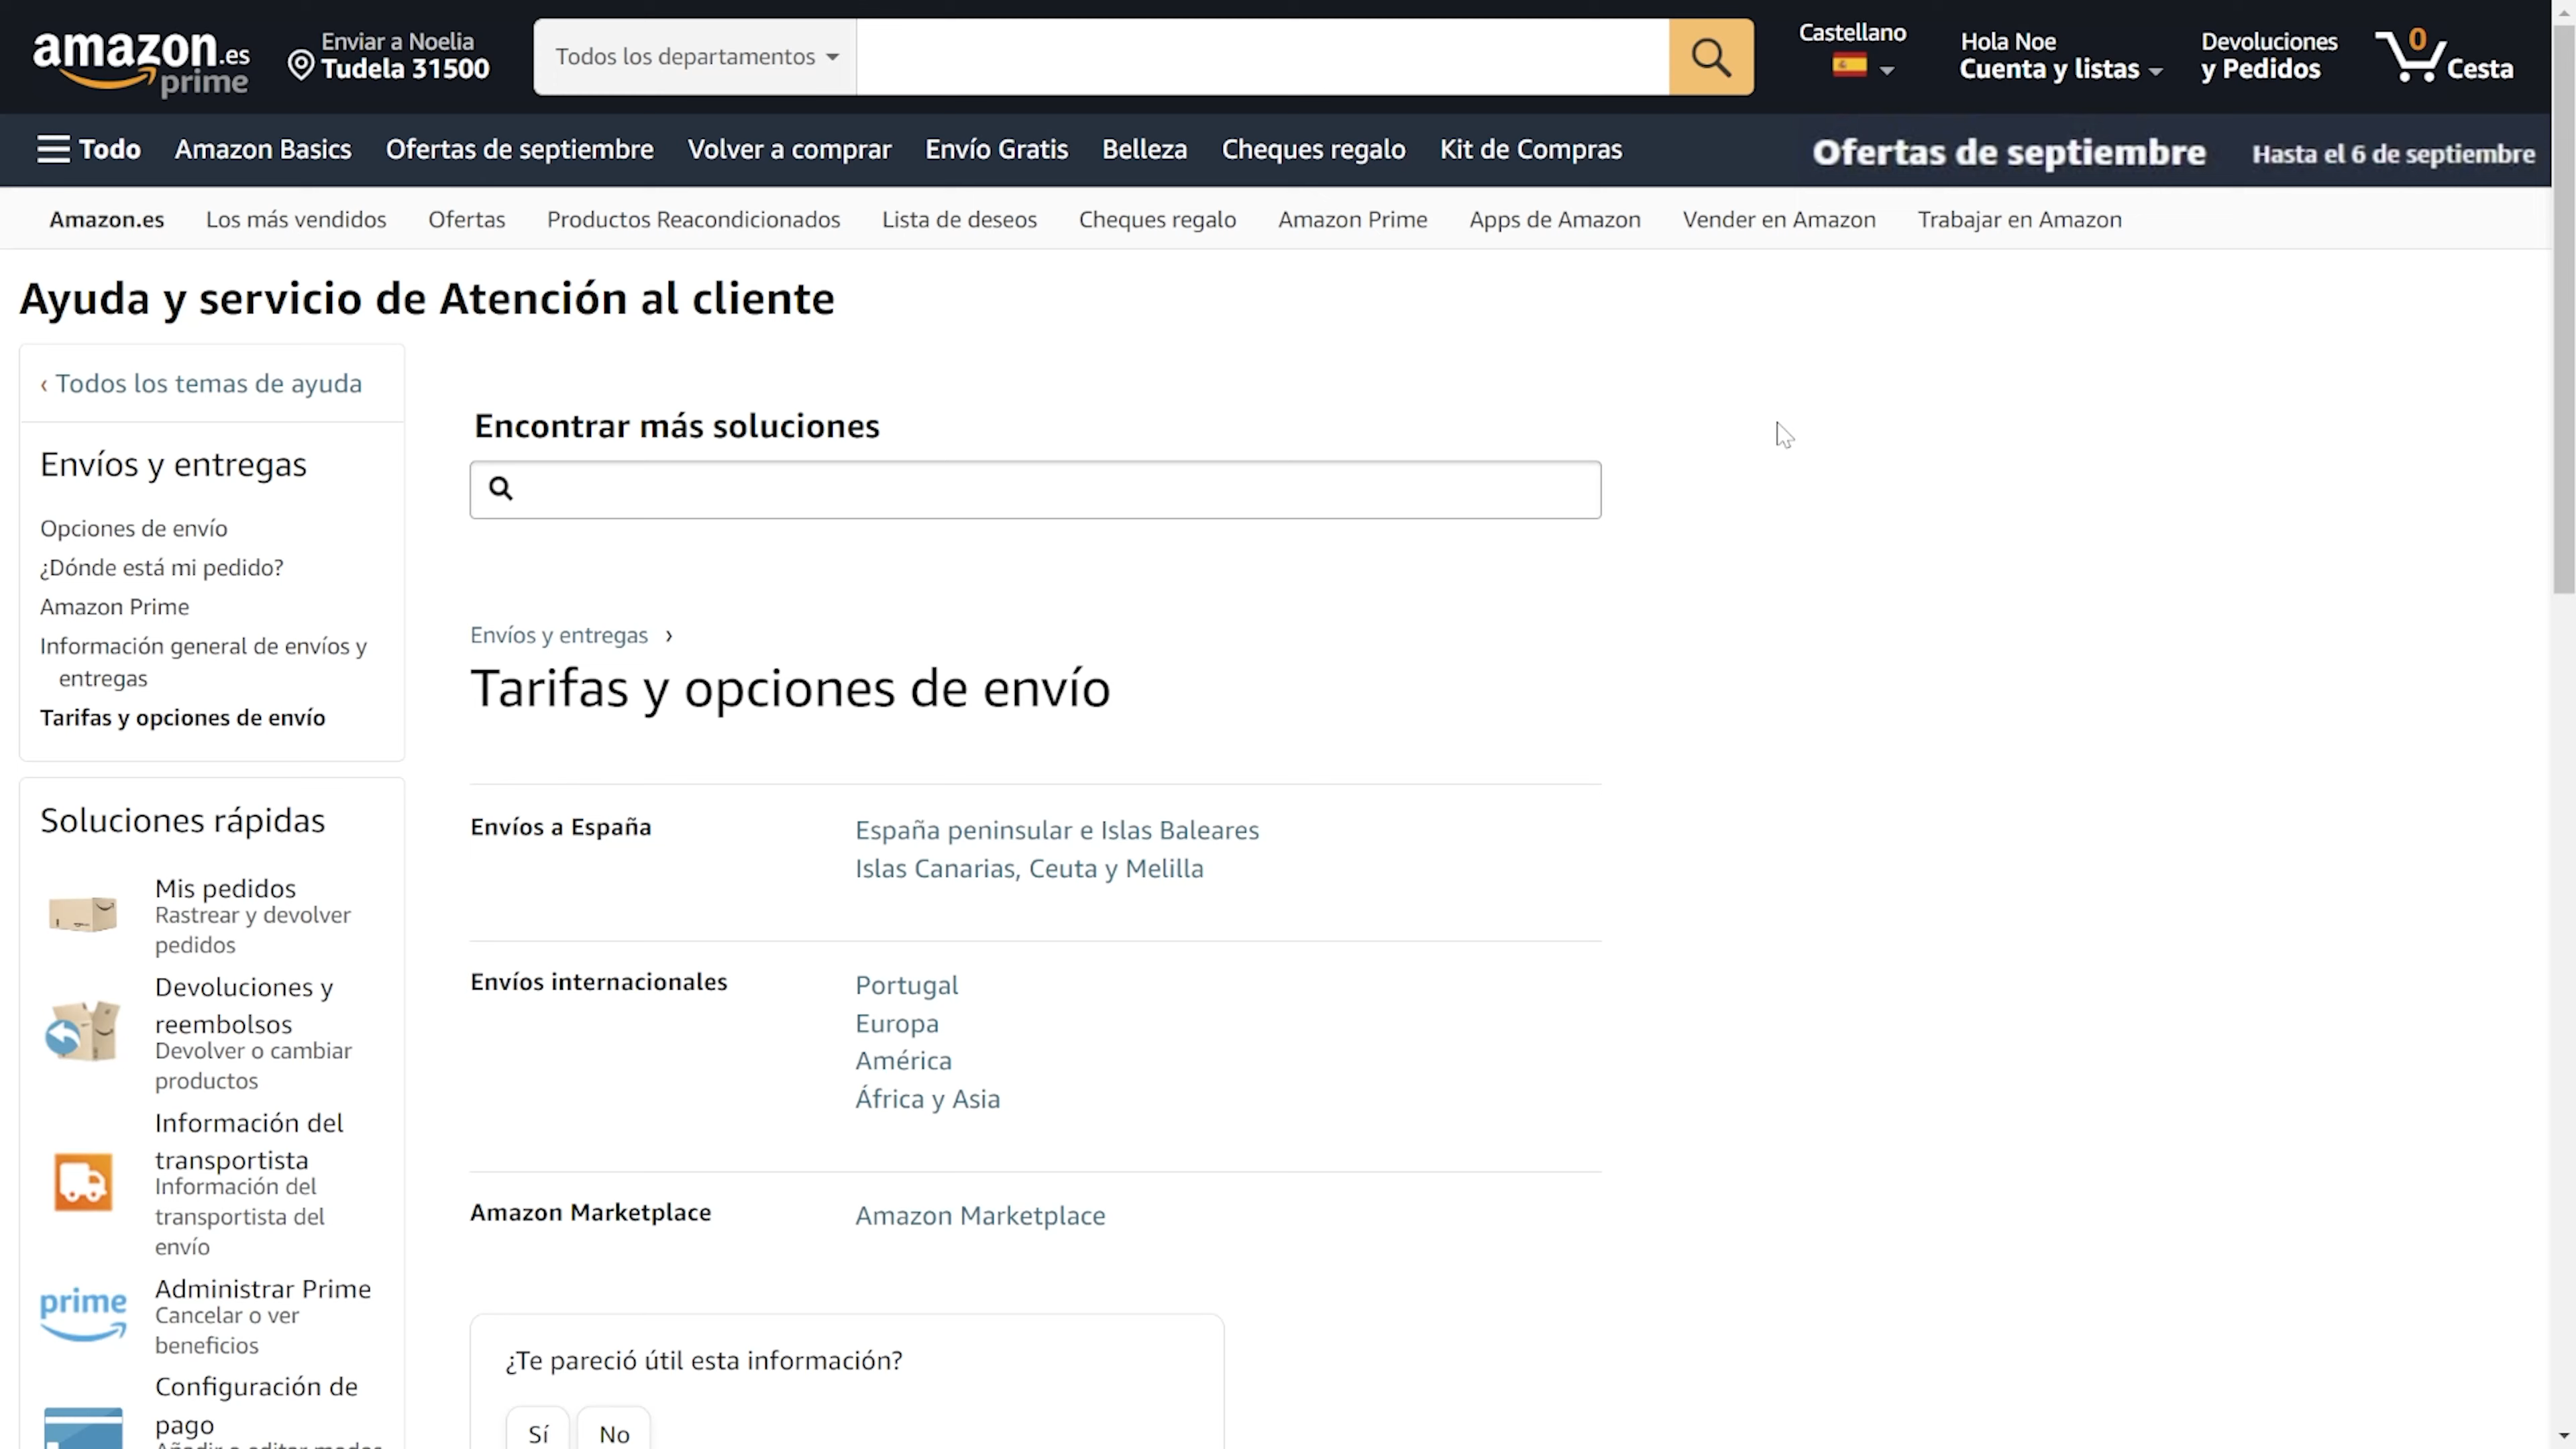 amazon.es
prime
Enviar a Noelia
Tudela 31500
Todos los departamentos
Castellano
Hola Noe
Cuenta y listas
Devoluciones
y Pedidos
0
Cesta
Todo
Amazon Basics
Ofertas de septiembre
Volver a comprar
Envío Gratis
Belleza
Cheques regalo
Kit de Compras
Ofertas de septiembre
Hasta el 6 de septiembre
Amazon.es
Los más vendidos
Ofertas
Productos Reacondicionados
Lista de deseos
Cheques regalo
Amazon Prime
Apps de Amazon
Vender en Amazon
Trabajar en Amazon
Ayuda y servicio de Atención al cliente
‹ Todos los temas de ayuda
Envíos y entregas
Opciones de envío
¿Dónde está mi pedido?
Amazon Prime
Información general de envíos y
entregas
Tarifas y opciones de envío
Soluciones rápidas
Mis pedidos
Rastrear y devolver
pedidos
Devoluciones y
reembolsos
Devolver o cambiar
productos
Información del
transportista
Información del
transportista del
envío
prime
Administrar Prime
Cancelar o ver
beneficios
Configuración de
pago
Encontrar más soluciones
Envíos y entregas ›
Tarifas y opciones de envío
Envíos a España
España peninsular e Islas Baleares
Islas Canarias, Ceuta y Melilla
Envíos internacionales
Portugal
Europa
América
África y Asia
Amazon Marketplace
Amazon Marketplace
¿Te pareció útil esta información?
Sí
No